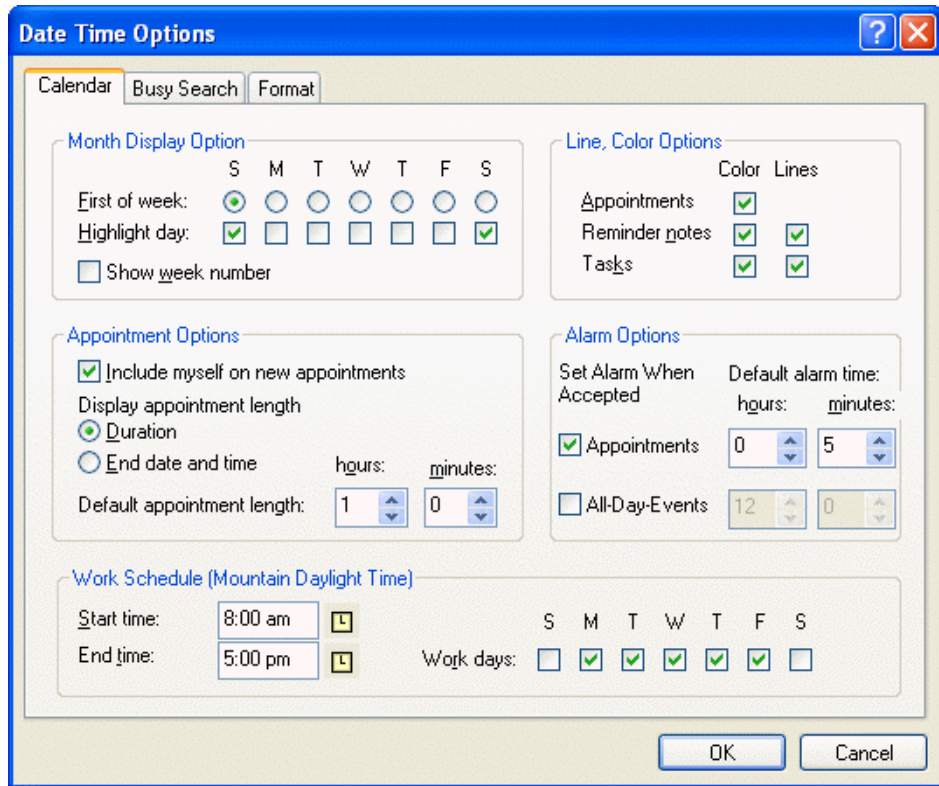 Date Time Options
Calendar Busy Search Format
Month Display Option
S M T W T F S
First of week:
Highlight day:
Show week number
Line, Color Options
Color Lines
Appointments
Reminder notes
Tasks
Appointment Options
Include myself on new appointments
Display appointment length
Duration
End date and time
hours: minutes:
Default appointment length: 1 0
Alarm Options
Set Alarm When Accepted
Default alarm time:
hours: minutes:
Appointments 0 5
All-Day-Events 12 0
Work Schedule (Mountain Daylight Time)
Start time: 8:00 am
End time: 5:00 pm
S M T W T F S
Work days:
OK Cancel